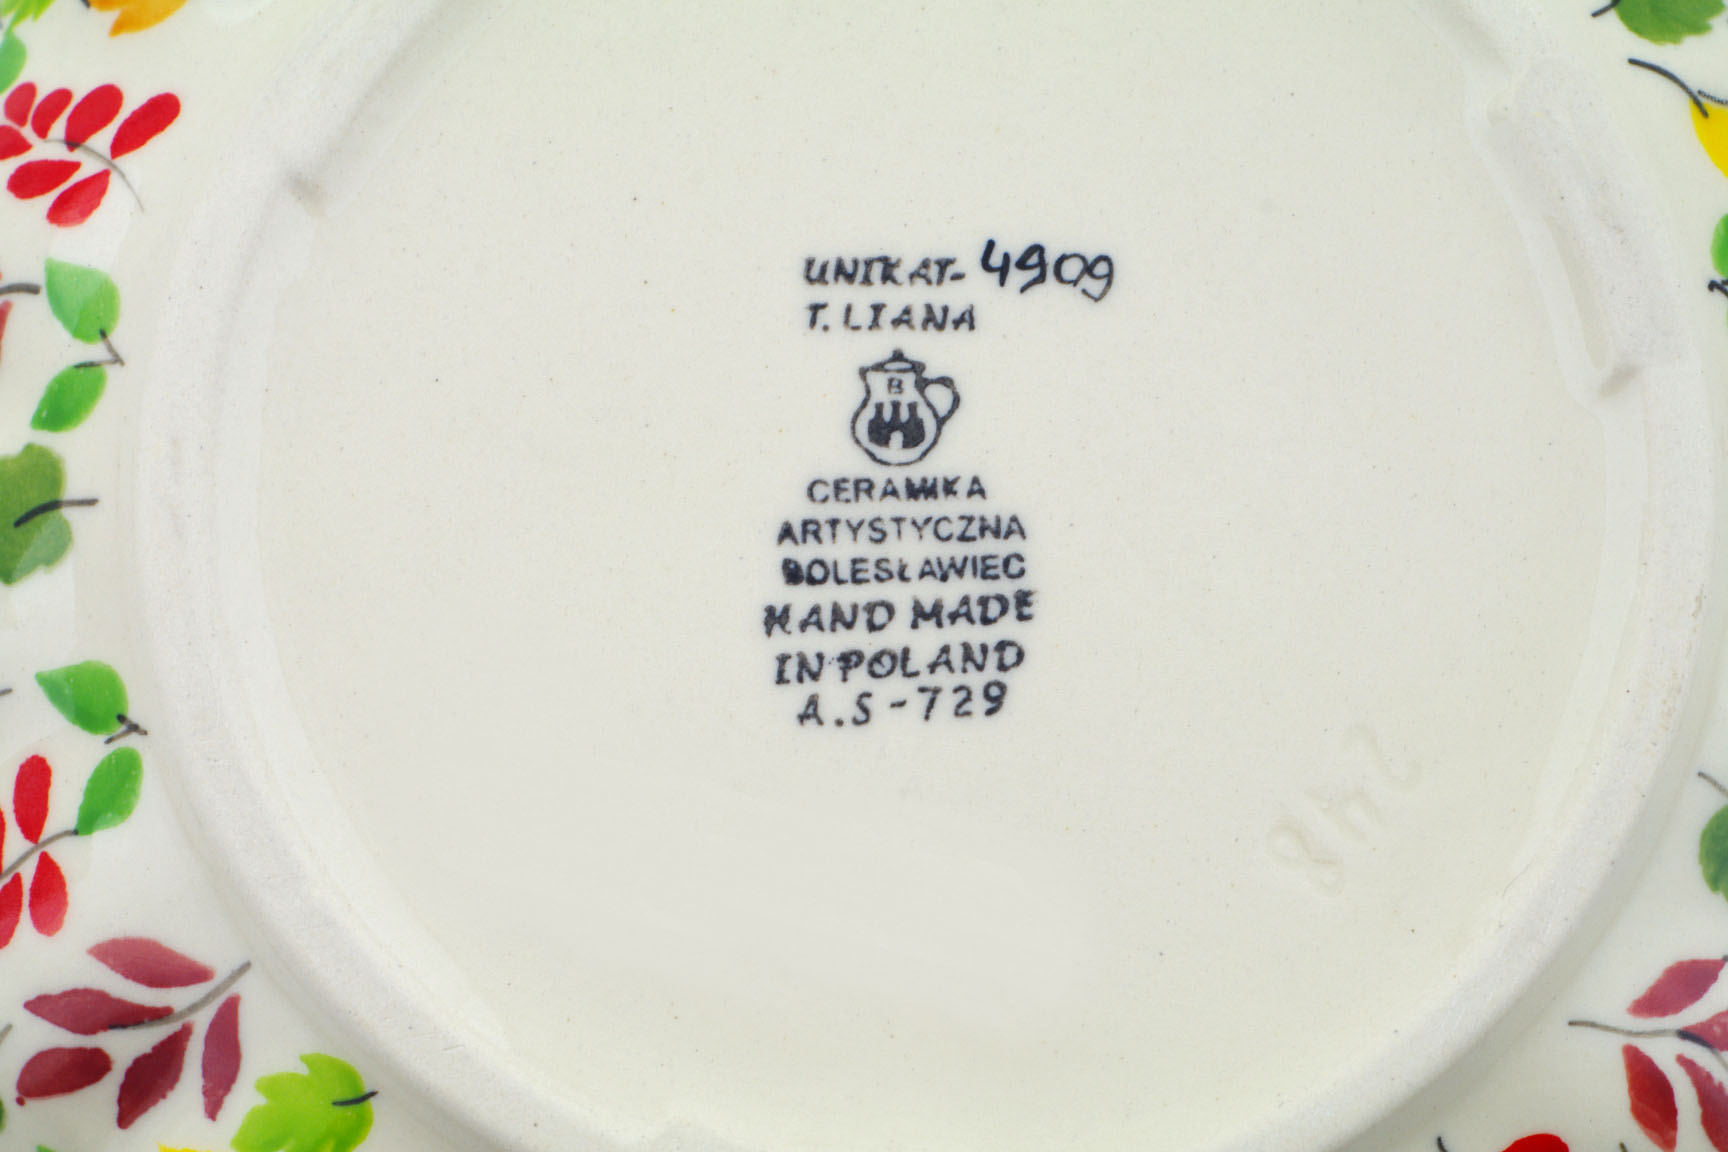 UNIKAT- 4909
T. LIANA
B
CERAMIKA
ARTYSTYCZNA
BOLESŁAWIEC
HAND MADE
IN POLAND
A.S-729
248